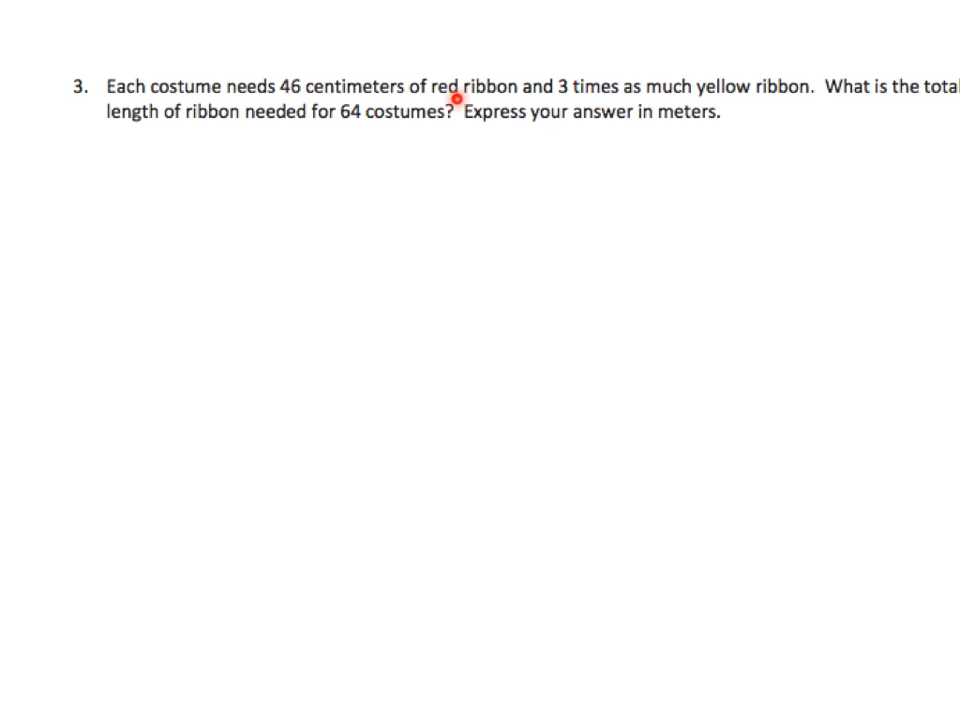 3. Each costume needs 46 centimeters of red ribbon and 3 times as much yellow ribbon. What is the total
length of ribbon needed for 64 costumes? Express your answer in meters.